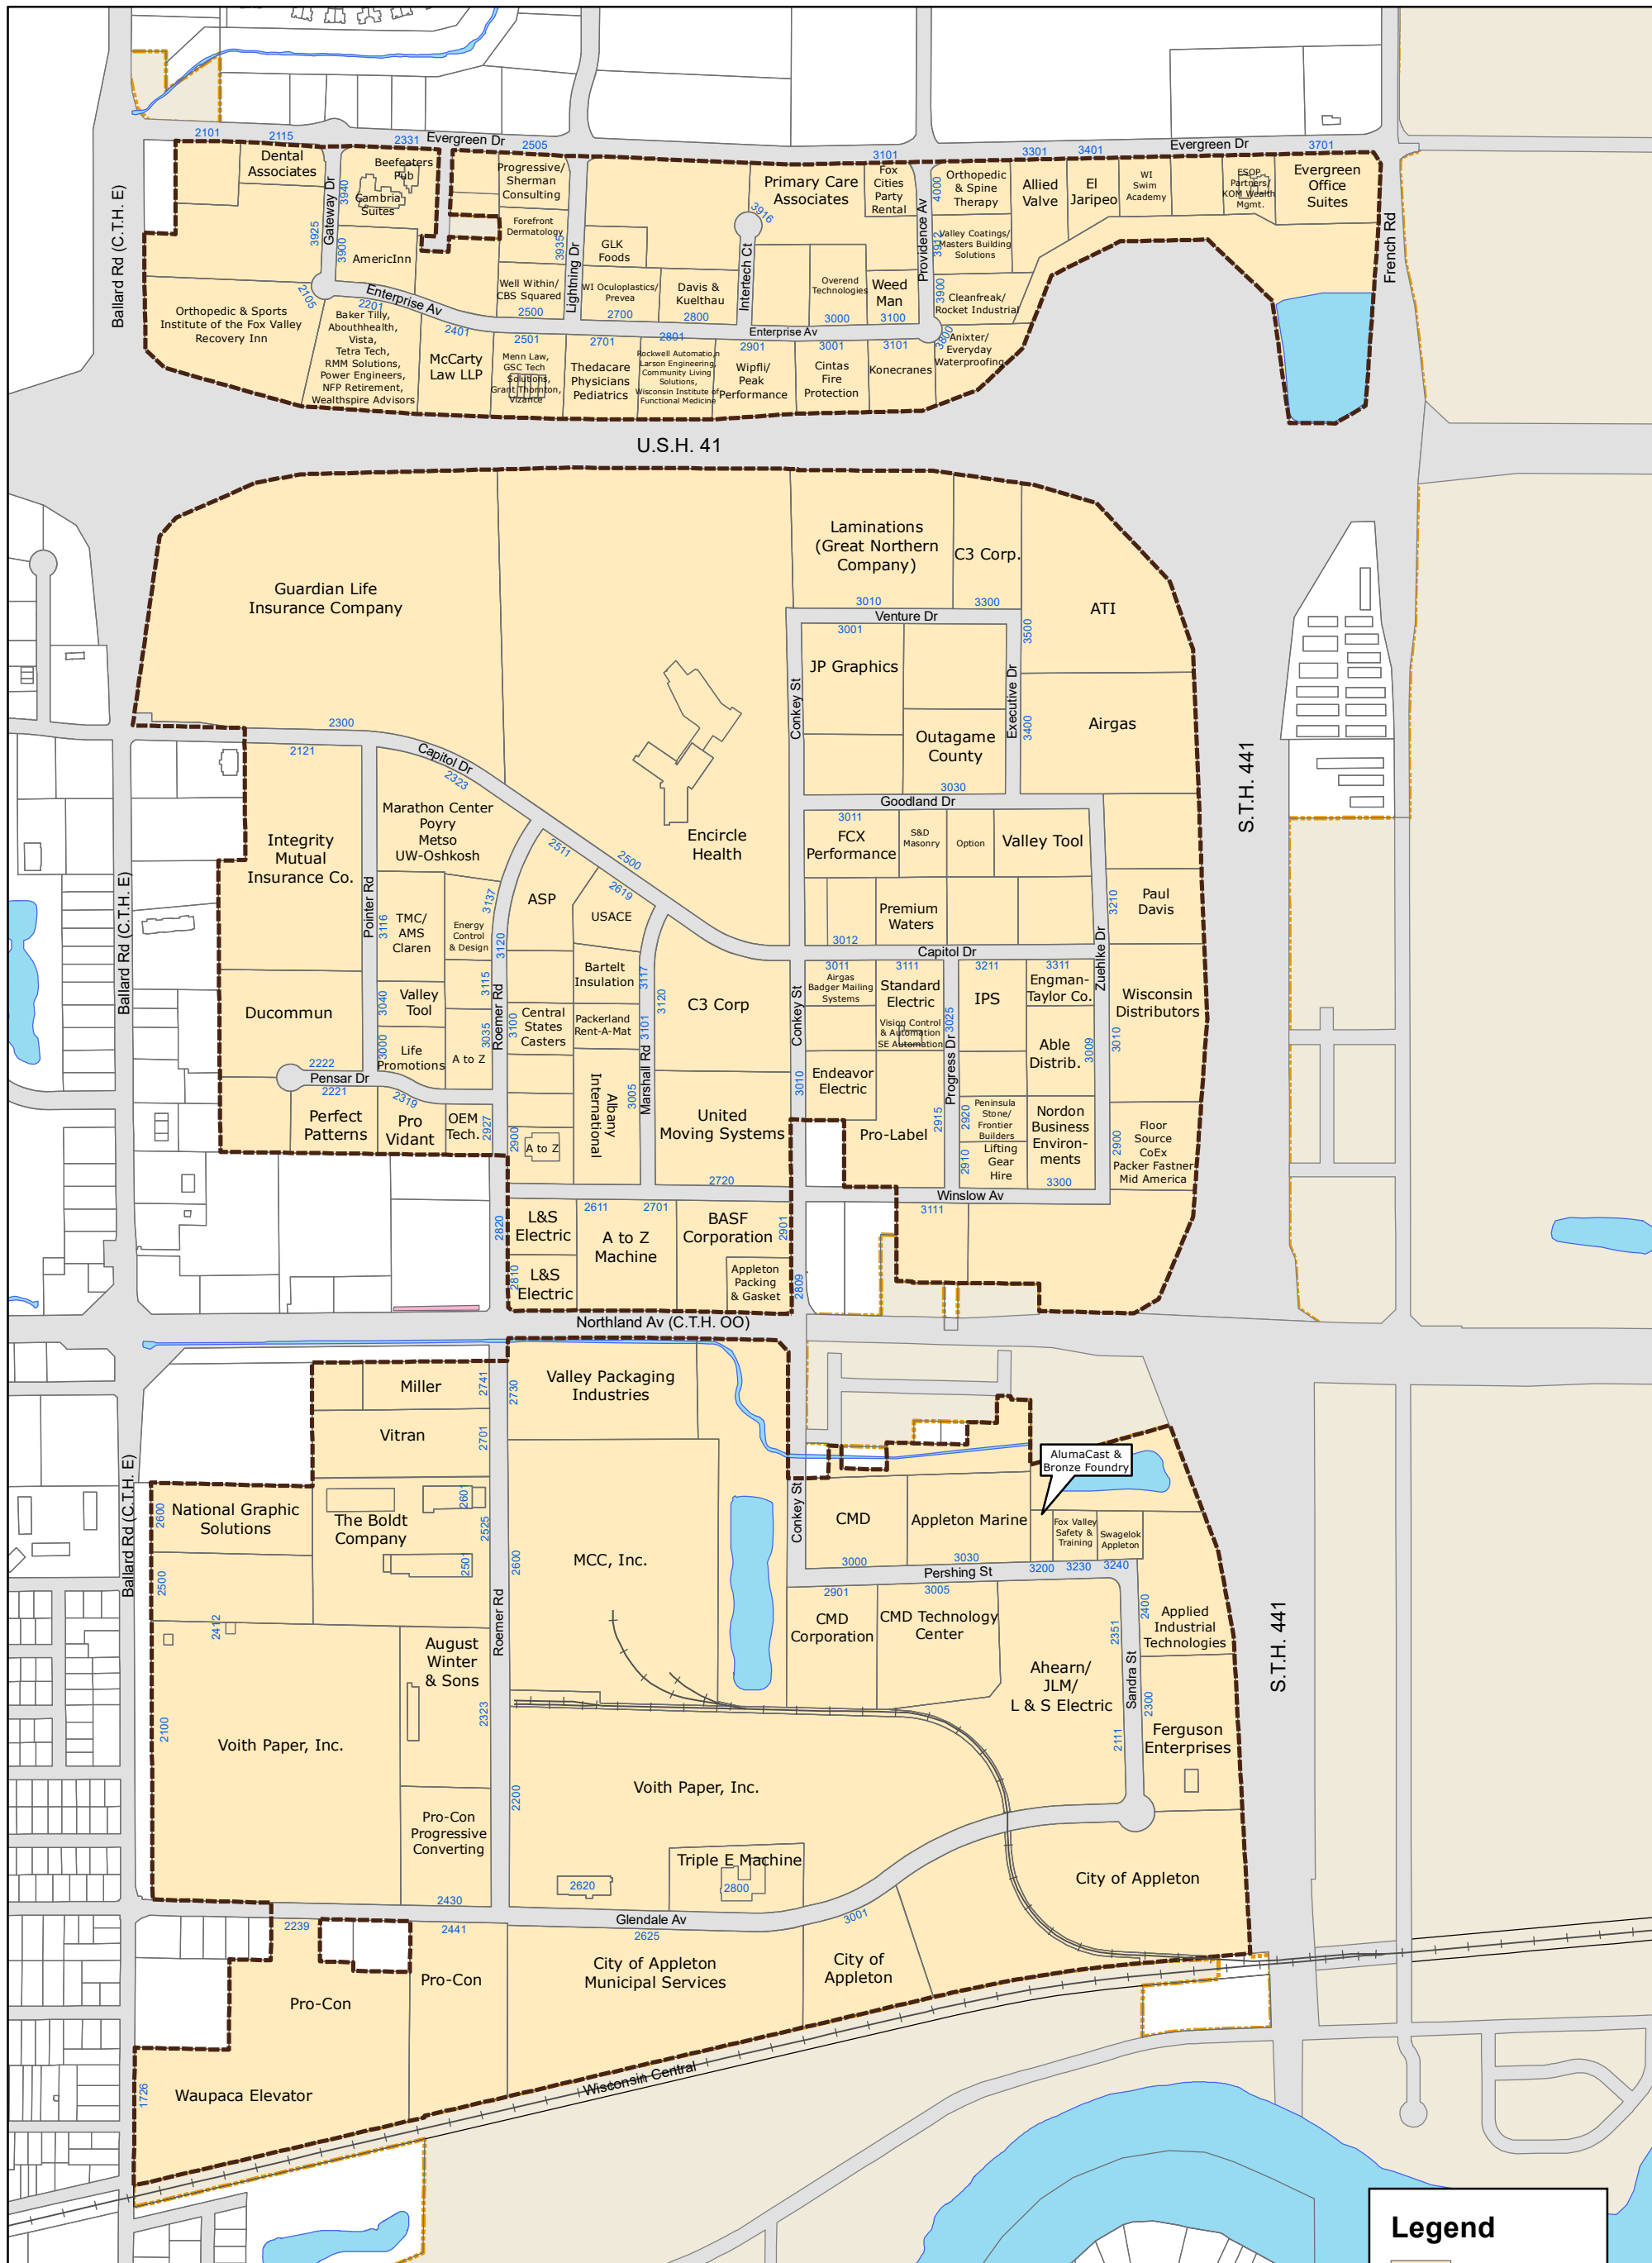 2101
2115
2331
Evergreen Dr
2505
3101
3301
3401
Evergreen Dr
3701
Ballard Rd (C.T.H. E)
Dental
Associates
Gateway Dr
3940
3925
3900
Beefeaters
Pub
Cambria
Suites
AmericInn
Progressive/
Sherman
Consulting
Forefront
Dermatology
3935
Lightning Dr
Well Within/
CBS Squared
2500
GLK
Foods
WI Oculoplastics/
Prevea
2700
Davis &
Kuelthau
2800
Primary Care
Associates
3916
Intertech Ct
Fox
Cities
Party
Rental
Overend
Technologies
3000
Weed
Man
3100
Providence Av
4000
3912
3900
3800
Orthopedic
& Spine
Therapy
Valley Coatings/
Masters Building
Solutions
Cleanfreak/
Rocket Industrial
Anixter/
Everyday
Waterproofing
Allied
Valve
El
Jaripeo
WI
Swim
Academy
ESOP
Partners/
KOM Wealth
Mgmt.
Evergreen
Office
Suites
French Rd
Orthopedic & Sports
Institute of the Fox Valley
Recovery Inn
2105
2201
Enterprise Av
2401
Baker Tilly,
Abouthhealth,
Vista,
Tetra Tech,
RMM Solutions,
Power Engineers,
NFP Retirement,
Wealthspire Advisors
McCarty
Law LLP
2501
Menn Law,
GSC Tech
Solutions,
Grant Thornton,
Vizance
2701
Thedacare
Physicians
Pediatrics
2801
Rockwell Automation
Larson Engineering,
Community Living
Solutions,
Wisconsin Institute of
Functional Medicine
Enterprise Av
2901
Wipfli/
Peak
Performance
3001
Cintas
Fire
Protection
3101
Konecranes
U.S.H. 41
Guardian Life
Insurance Company
2300
Laminations
(Great Northern
Company)
3010
C3 Corp.
3300
Venture Dr
3001
JP Graphics
Conkey St
Executive Dr
3500
3400
ATI
Airgas
Outagame
County
3030
Goodland Dr
S.T.H. 441
Encircle
Health
2121
Capitol Dr
2323
2511
2500
2619
Integrity
Mutual
Insurance Co.
Marathon Center
Poyry
Metso
UW-Oshkosh
Pointer Rd
3116
TMC/
AMS
Claren
3137
Energy
Control
& Design
3120
3115
ASP
USACE
Bartelt
Insulation
3117
3120
C3 Corp
3011
FCX
Performance
S&D
Masonry
Option
Valley Tool
Premium
Waters
3012
Capitol Dr
3210
Paul
Davis
Zuehlke Dr
3011
Airgas
Badger Mailing
Systems
3111
Standard
Electric
Vision Control
& Automation
SE Automation
3025
Progress Dr
3211
IPS
3311
Engman-
Taylor Co.
Able
Distrib.
3009
3010
Wisconsin
Distributors
Ballard Rd (C.T.H. E)
Ducommun
3040
Valley
Tool
3000
Life
Promotions
3035
A to Z
Roemer Rd
3100
Central
States
Casters
Packerland
Rent-A-Mat
3101
Marshall Rd
3005
Albany
International
Conkey St
3010
Endeavor
Electric
2222
Pensar Dr
2221
2319
Perfect
Patterns
Pro
Vidant
OEM
Tech.
2927
2900
A to Z
United
Moving Systems
2720
Pro-Label
2915
2920
Peninsula
Stone/
Frontier
Builders
2910
Lifting
Gear
Hire
Nordon
Business
Environ-
ments
3300
2900
Floor
Source
CoEx
Packer Fastner
Mid America
Winslow Av
3111
2820
L&S
Electric
2810
L&S
Electric
2611
2701
A to Z
Machine
BASF
Corporation
2901
Appleton
Packing
& Gasket
2809
Northland Av (C.T.H. OO)
Miller
2741
2730
Valley Packaging
Industries
Vitran
2701
AlumaCast &
Bronze Foundry
Ballard Rd (C.T.H. E)
2600
National Graphic
Solutions
The Boldt
Company
2601
2525
2501
2500
2600
MCC, Inc.
Conkey St
CMD
3000
Appleton Marine
3030
Fox Valley
Safety &
Training
Swagelok
Appleton
3200
3230
3240
Pershing St
2901
CMD
Corporation
3005
CMD Technology
Center
Ahearn/
JLM/
L & S Electric
2351
2400
Applied
Industrial
Technologies
Sandra St
2300
2111
Ferguson
Enterprises
S.T.H. 441
2412
Roemer Rd
August
Winter
& Sons
2323
2100
Voith Paper, Inc.
Voith Paper, Inc.
2200
Pro-Con
Progressive
Converting
2430
Triple E Machine
2620
2800
City of Appleton
Glendale Av
2239
2441
2625
3001
Pro-Con
Pro-Con
City of Appleton
Municipal Services
City of
Appleton
1726
Waupaca Elevator
Wisconsin Central
Legend